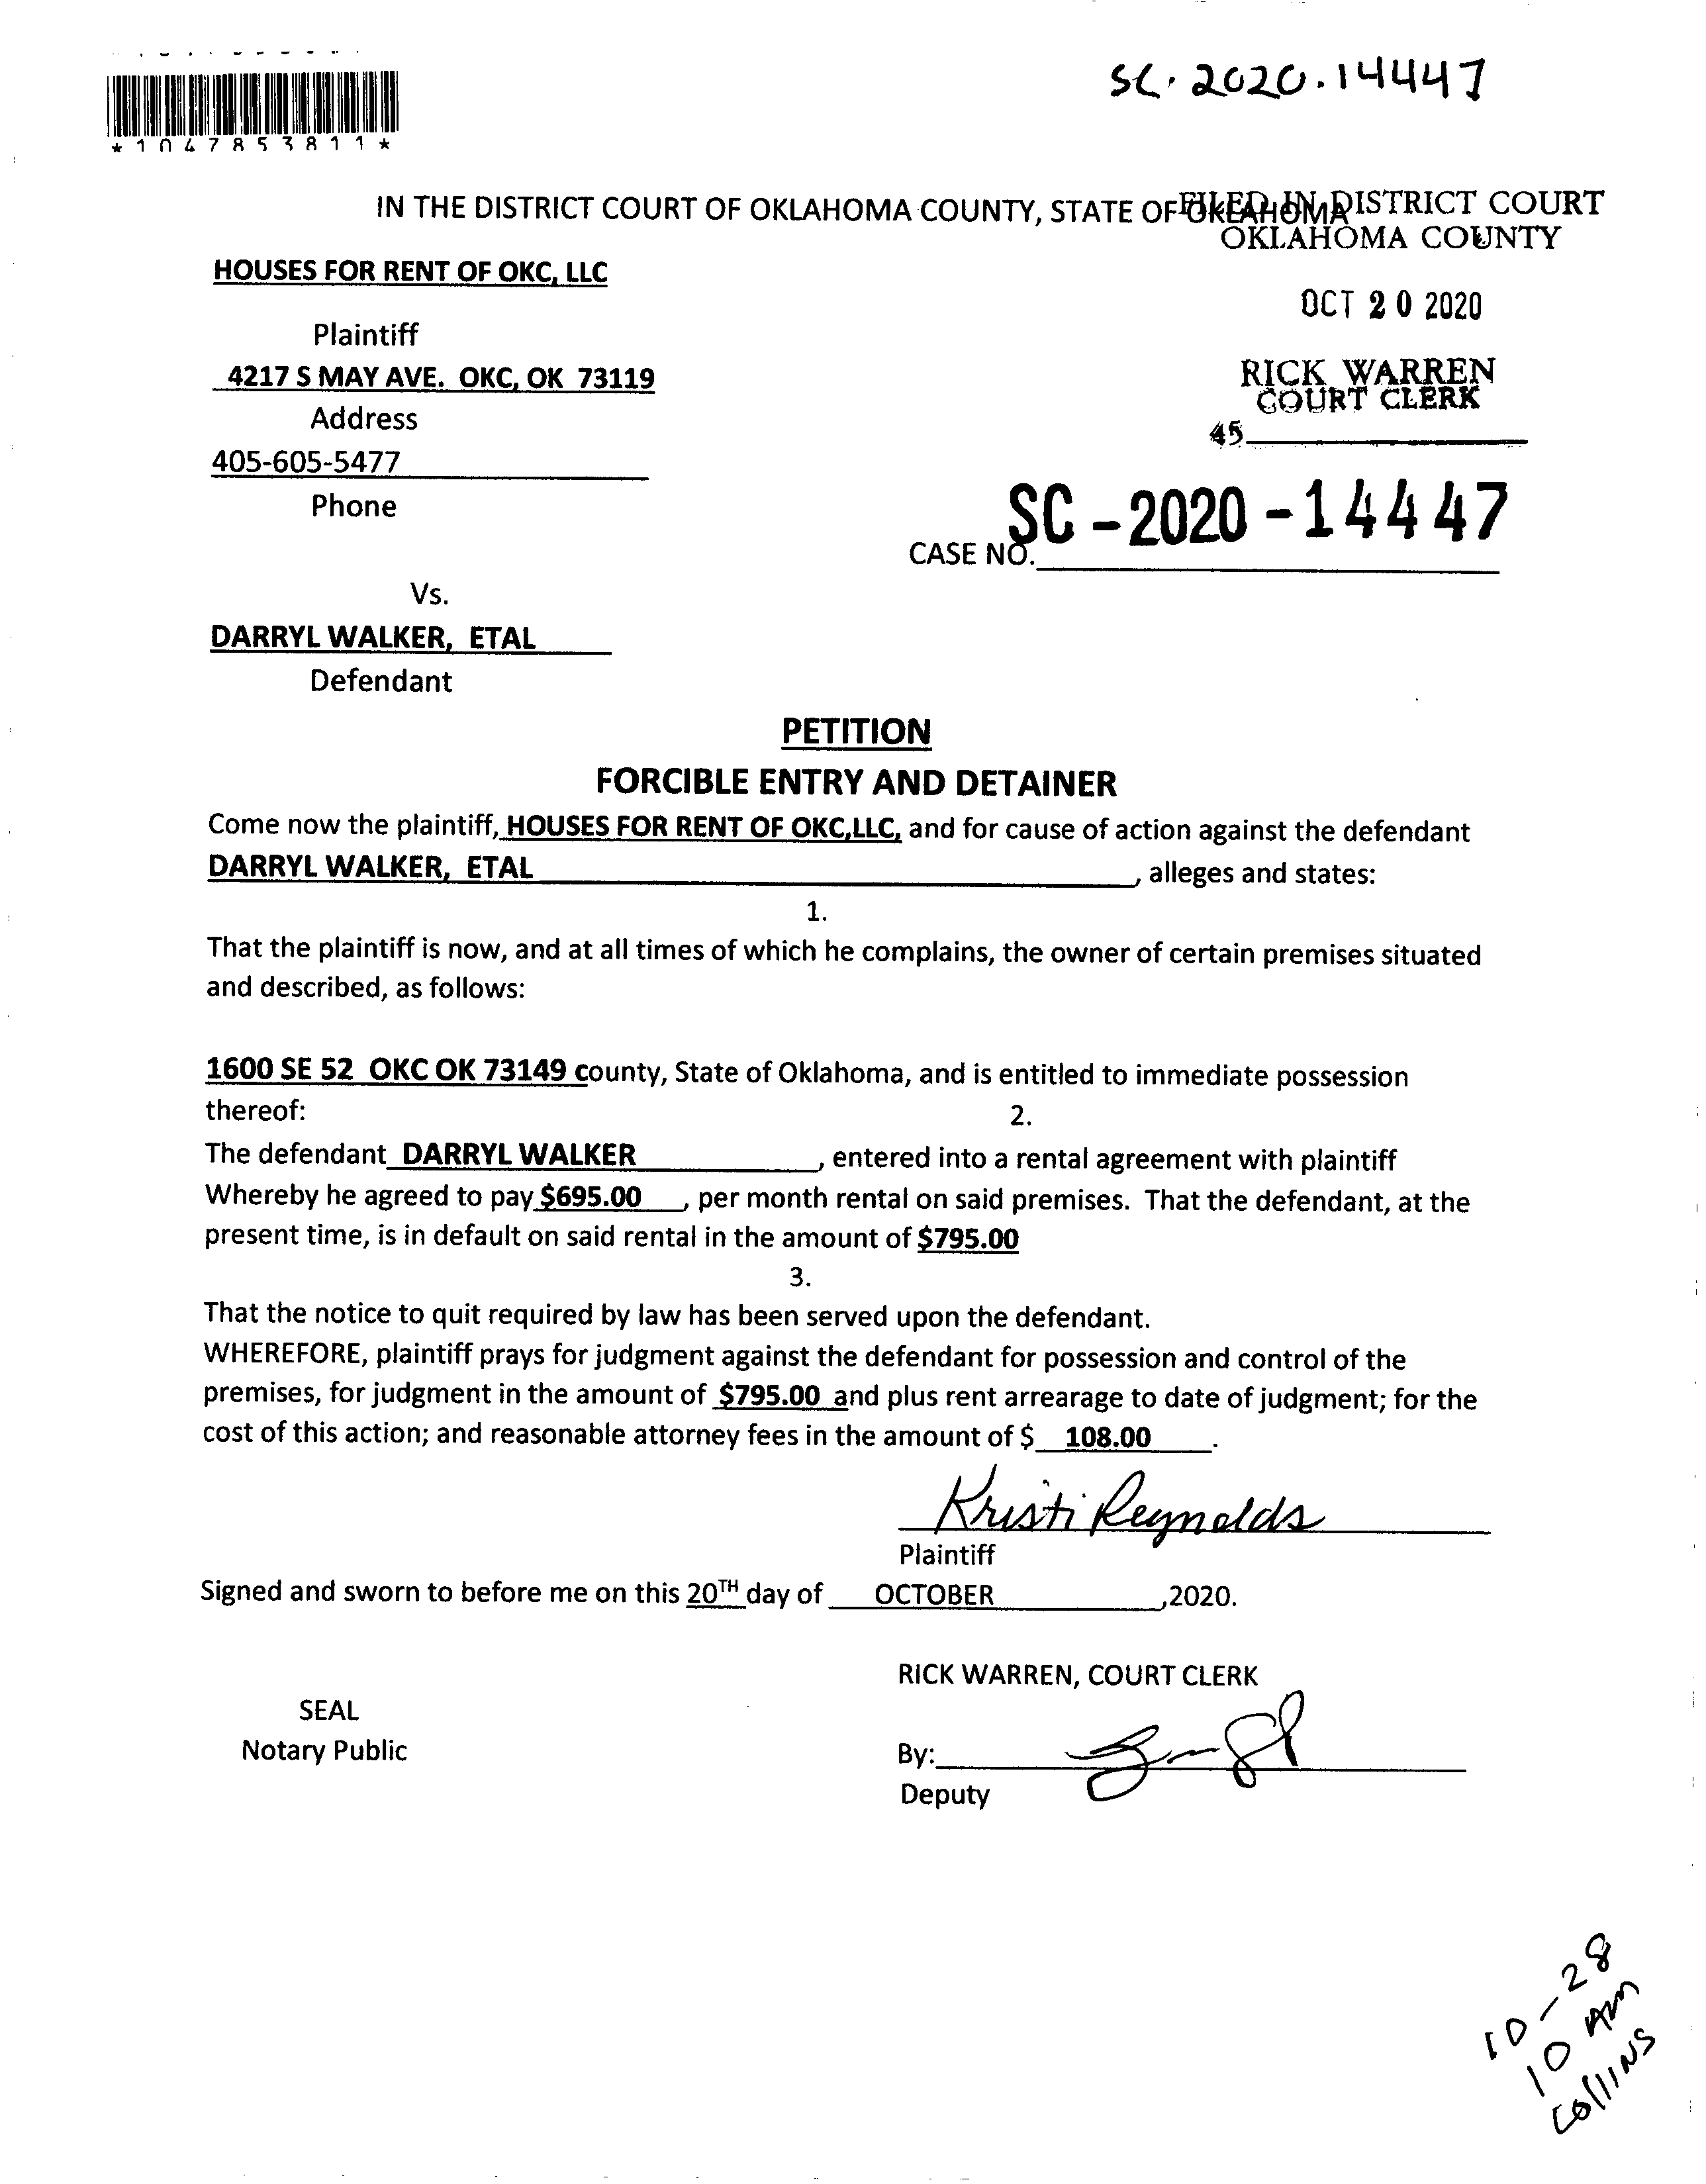 SC. 2020. 14447
*1047853811*
IN THE DISTRICT COURT OF OKLAHOMA COUNTY, STATE OF OKLAHOMA
FILED IN DISTRICT COURT
OKLAHOMA COUNTY
HOUSES FOR RENT OF OKC, LLC
OCT 20 2020
Plaintiff
4217 S MAY AVE. OKC, OK 73119
RICK WARREN
COURT CLERK
Address
45
405-605-5477
Phone
SC-2020-14447
CASE NO.
Vs.
DARRYL WALKER, ETAL
Defendant
PETITION
FORCIBLE ENTRY AND DETAINER
Come now the plaintiff, HOUSES FOR RENT OF OKC,LLC, and for cause of action against the defendant
DARRYL WALKER, ETAL, alleges and states:
1.
That the plaintiff is now, and at all times of which he complains, the owner of certain premises situated
and described, as follows:
1600 SE 52 OKC OK 73149 county, State of Oklahoma, and is entitled to immediate possession
thereof:
2.
The defendant DARRYL WALKER, entered into a rental agreement with plaintiff
Whereby he agreed to pay $695.00, per month rental on said premises. That the defendant, at the
present time, is in default on said rental in the amount of $795.00
3.
That the notice to quit required by law has been served upon the defendant.
WHEREFORE, plaintiff prays for judgment against the defendant for possession and control of the
premises, for judgment in the amount of $795.00 and plus rent arrearage to date of judgment; for the
cost of this action; and reasonable attorney fees in the amount of $ 108.00.
Kristi Reynolds
Plaintiff
Signed and sworn to before me on this 20TH day of OCTOBER,2020.
RICK WARREN, COURT CLERK
SEAL
Notary Public
By:
Deputy
10-28
10 AM
Collins